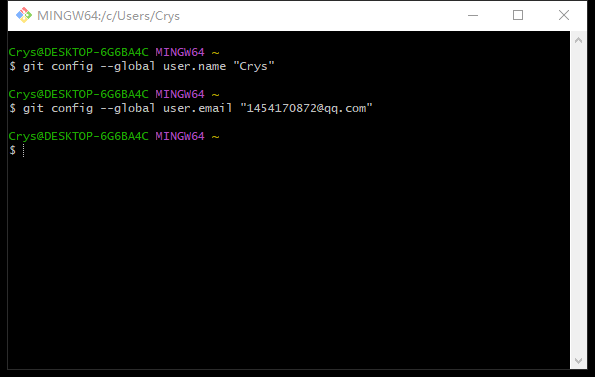 MINGW64:/c/Users/Crys
Crys@DESKTOP-6G6BA4C MINGW64 ~
$ git config --global user.name "Crys"
Crys@DESKTOP-6G6BA4C MINGW64 ~
$ git config --global user.email "1454170872@qq.com"
Crys@DESKTOP-6G6BA4C MINGW64 ~
$